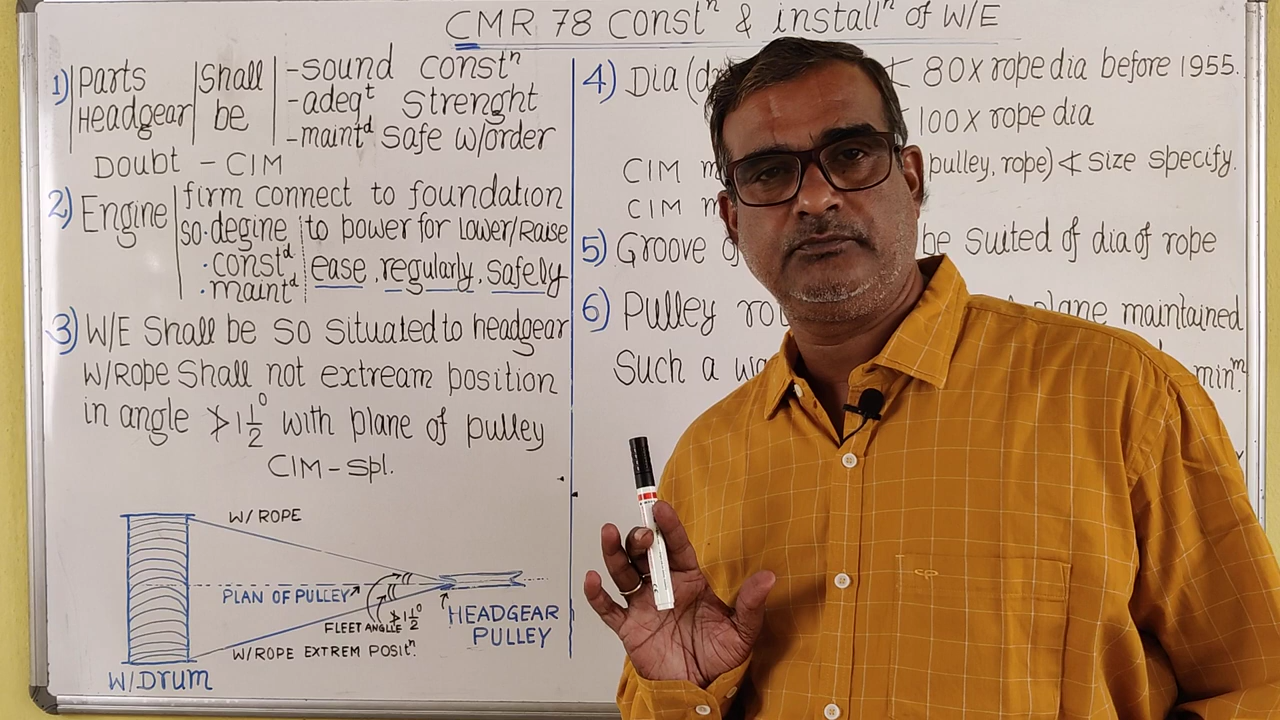 CMR 78 Constⁿ & installⁿ of W/E
1) Parts Headgear Shall be -sound constⁿ
-adeqᵗ Strenght
-maintᵈ safe w/order
Doubt - CIM
2) Engine firm connect to foundation
so·degine to power for Lower/Raise
·constᵈ ease, regularly, safely
·maintᵈ
3) W/E Shall be so situated to headgear
W/Rope Shall not extream position
in angle ≯ 1½° with plane of pulley
CIM-spl.
W/ROPE
PLAN OF PULLEY
FLEET ANGLLE ≯ 1½°
HEADGEAR
PULLEY
W/ROPE EXTREM POSITⁿ.
W/Drum
4) Dia ≮ 80X rope dia before 1955.
100X rope dia
CIM pulley, rope) ≮ size specify.
CIM
5) Groove be suited of dia of rope
6) Pulley plane maintained
Such a minᵐ.
CP